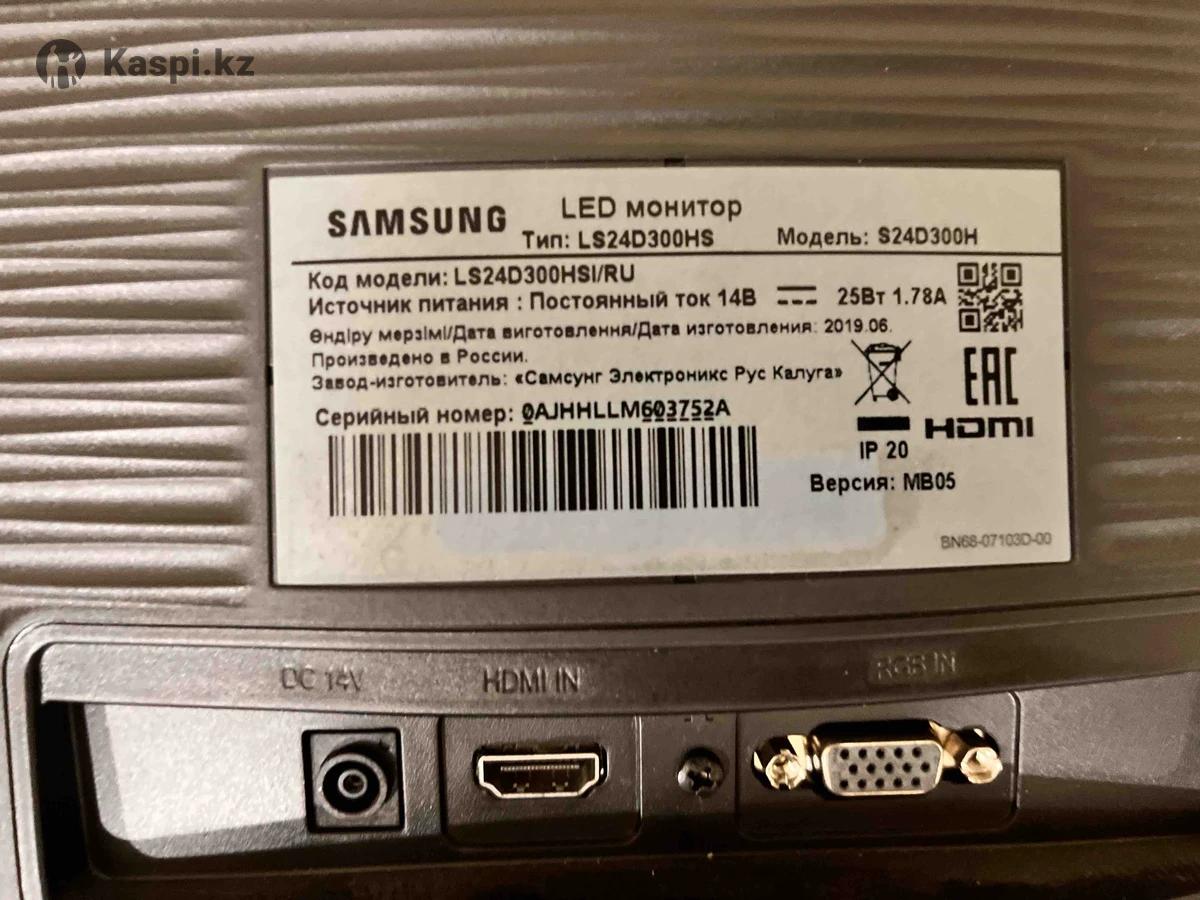 Kaspi.kz
SAMSUNG
LED монитор
Тип: LS24D300HS
Модель: S24D300H
Код модели: LS24D300HSI/RU
Источник питания : Постоянный ток 14В 25Вт 1.78А
Өндіру мерзімі/Дата виготовлення/Дата изготовления: 2019.06.
Произведено в России.
Завод-изготовитель: «Самсунг Электроникс Рус Калуга»
Серийный номер: 0AJHHLLM603752A
EAC
HDMI
IP 20
Версия: MB05
BN68-07103D-00
DC 14V
HDMI IN
RGB IN